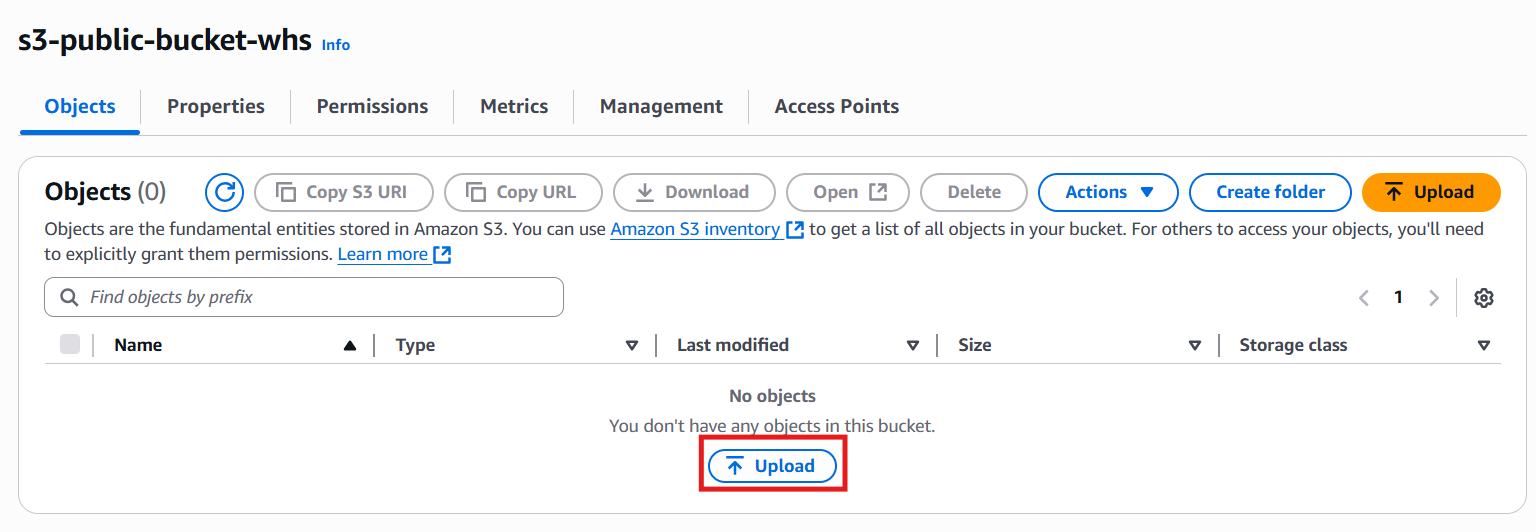 s3-public-bucket-whs Info
Objects Properties Permissions Metrics Management Access Points
Objects (0) Copy S3 URI Copy URL Download Open Delete Actions Create folder Upload
Objects are the fundamental entities stored in Amazon S3. You can use Amazon S3 inventory to get a list of all objects in your bucket. For others to access your objects, you'll need
to explicitly grant them permissions. Learn more
Find objects by prefix 1
Name Type Last modified Size Storage class
No objects
You don't have any objects in this bucket.
Upload